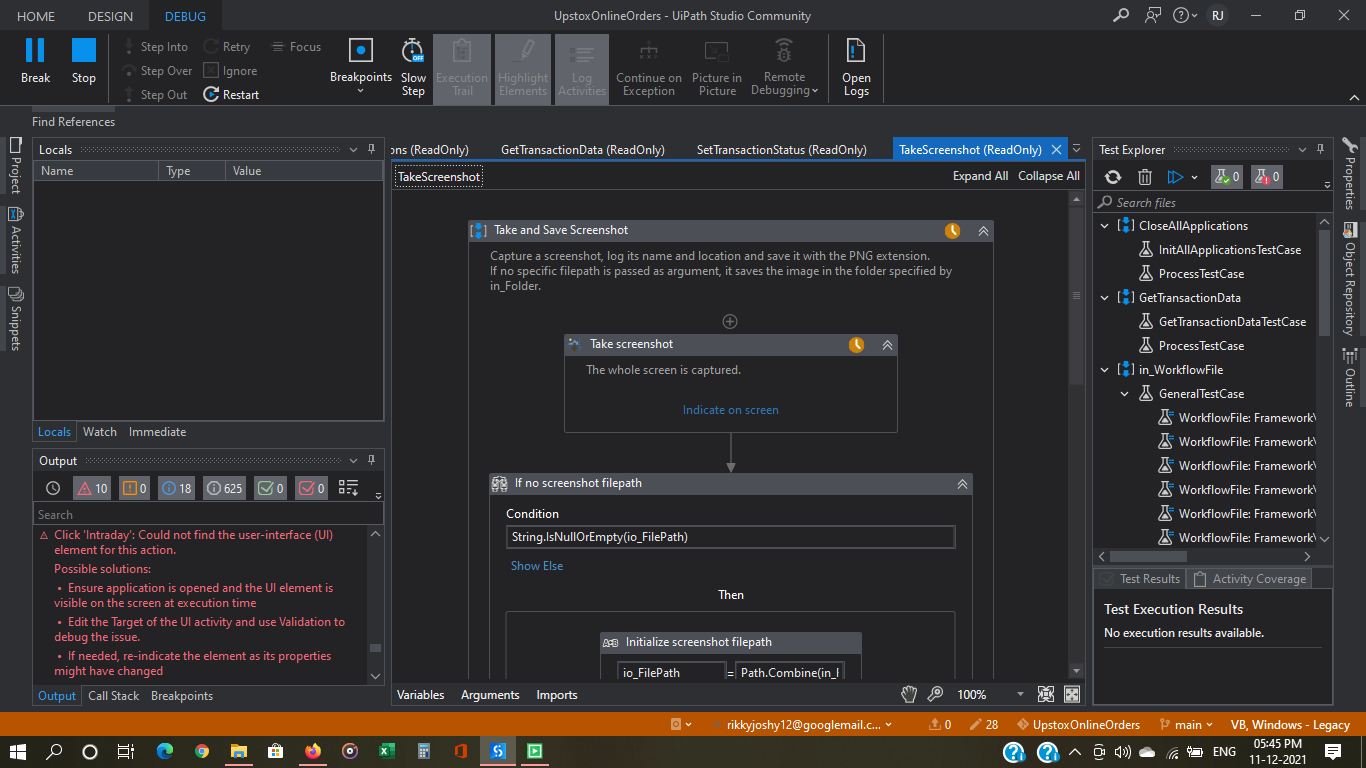 HOME DESIGN DEBUG UpstoxOnlineOrders - UiPath Studio Community RJ
Step Into Retry Focus
Step Over Ignore
Step Out Restart
Break Stop Breakpoints Slow Step Execution Trail Highlight Elements Log Activities Continue on Exception Picture in Picture Remote Debugging Open Logs
Find References
Project
Activities
Snippets
Locals
Name Type Value
Locals Watch Immediate
Output
10 0 18 625 0 0
Search
Click 'Intraday': Could not find the user-interface (UI)
element for this action.
Possible solutions:
• Ensure application is opened and the UI element is
visible on the screen at execution time
• Edit the Target of the UI activity and use Validation to
debug the issue.
• If needed, re-indicate the element as its properties
might have changed
Output Call Stack Breakpoints
ons (ReadOnly) GetTransactionData (ReadOnly) SetTransactionStatus (ReadOnly) TakeScreenshot (ReadOnly)
TakeScreenshot Expand All Collapse All
Take and Save Screenshot
Capture a screenshot, log its name and location and save it with the PNG extension.
If no specific filepath is passed as argument, it saves the image in the folder specified by
in_Folder.
Take screenshot
The whole screen is captured.
Indicate on screen
If no screenshot filepath
Condition
String.IsNullOrEmpty(io_FilePath)
Show Else
Then
Initialize screenshot filepath
io_FilePath = Path.Combine(in_F
Variables Arguments Imports 100%
Test Explorer
0 0
Search files
CloseAllApplications
InitAllApplicationsTestCase
ProcessTestCase
GetTransactionData
GetTransactionDataTestCase
ProcessTestCase
in_WorkflowFile
GeneralTestCase
WorkflowFile: Framework\
WorkflowFile: Framework\
WorkflowFile: Framework\
WorkflowFile: Framework\
WorkflowFile: Framework\
WorkflowFile: Framework\
Test Results Activity Coverage
Test Execution Results
No execution results available.
Properties
Object Repository
Outline
rikkyjoshy12@googlemail.c... 0 28 UpstoxOnlineOrders main VB, Windows - Legacy
ENG 05:45 PM
11-12-2021